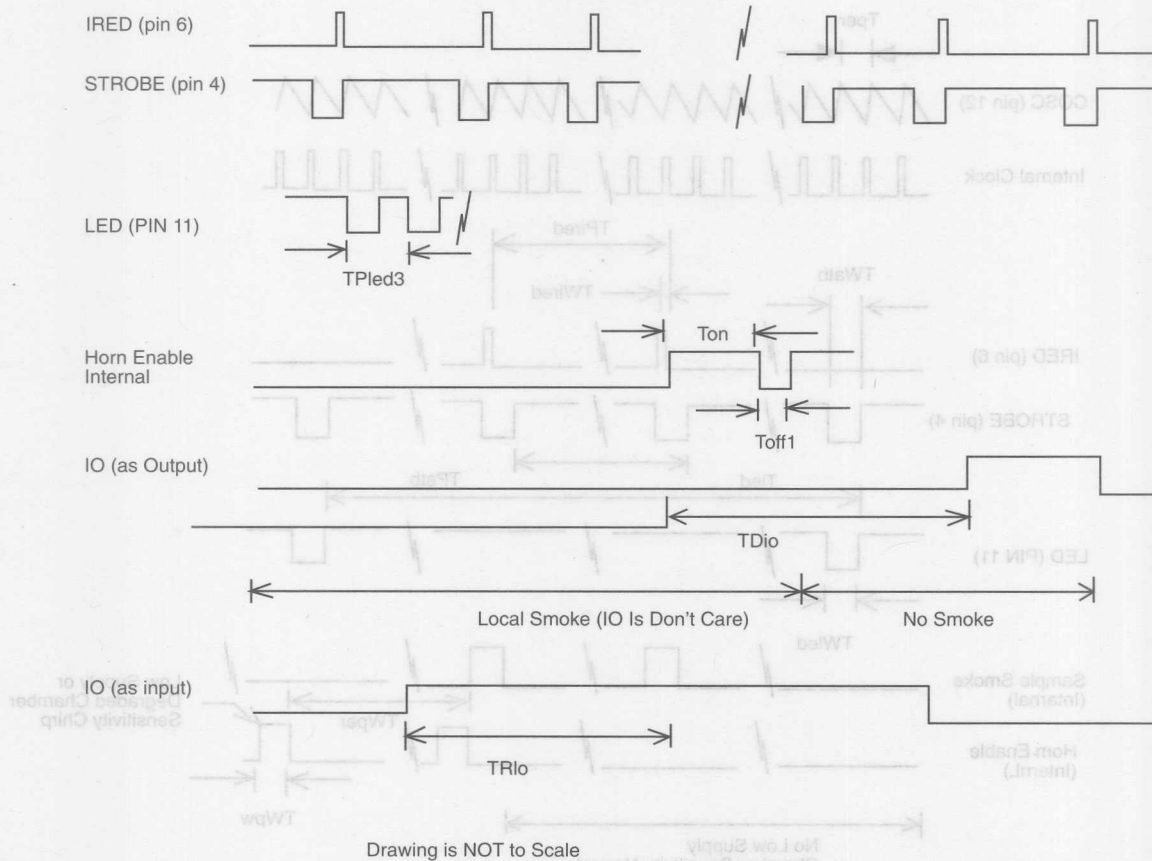 IRED (pin 6)
STROBE (pin 4)
LED (PIN 11)
TPled3
Ton
Horn Enable
Internal
Toff1
IO (as Output)
TDio
Local Smoke (IO Is Don't Care)
No Smoke
IO (as input)
TRIo
Drawing is NOT to Scale